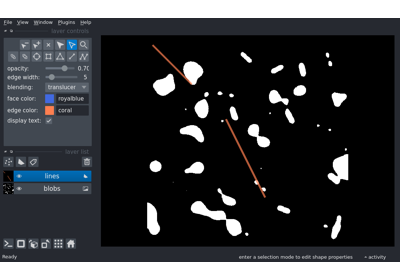 File View Window Plugins Help
layer controls
opacity: 0.70
edge width: 5
blending: translucer
face color: royalblue
edge color: coral
display text:
layer list
lines
blobs
Ready enter a selection mode to edit shape properties activity